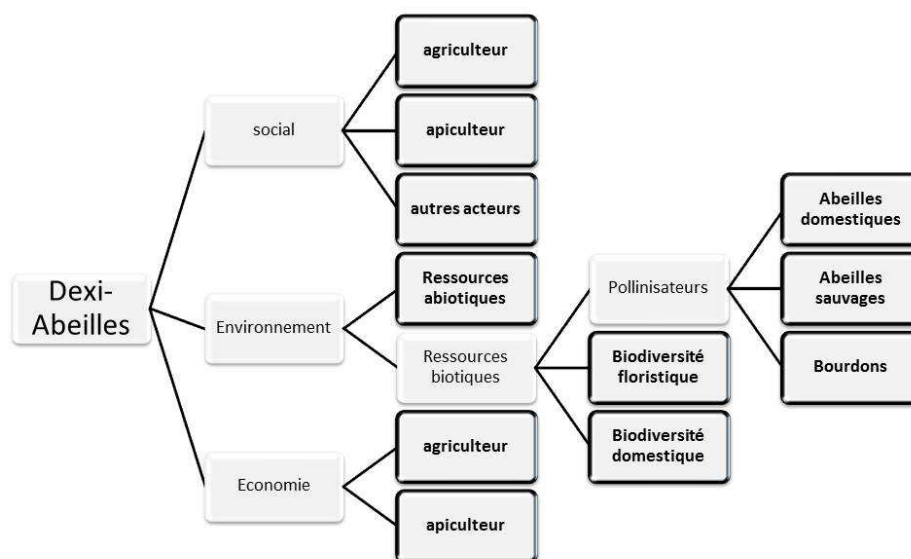 Dexi-
Abeilles
social
agriculteur
apiculteur
autres acteurs
Environnement
Ressources
abiotiques
Ressources
biotiques
Pollinisateurs
Abeilles
domestiques
Abeilles
sauvages
Bourdons
Biodiversité
floristique
Biodiversité
domestique
Economie
agriculteur
apiculteur